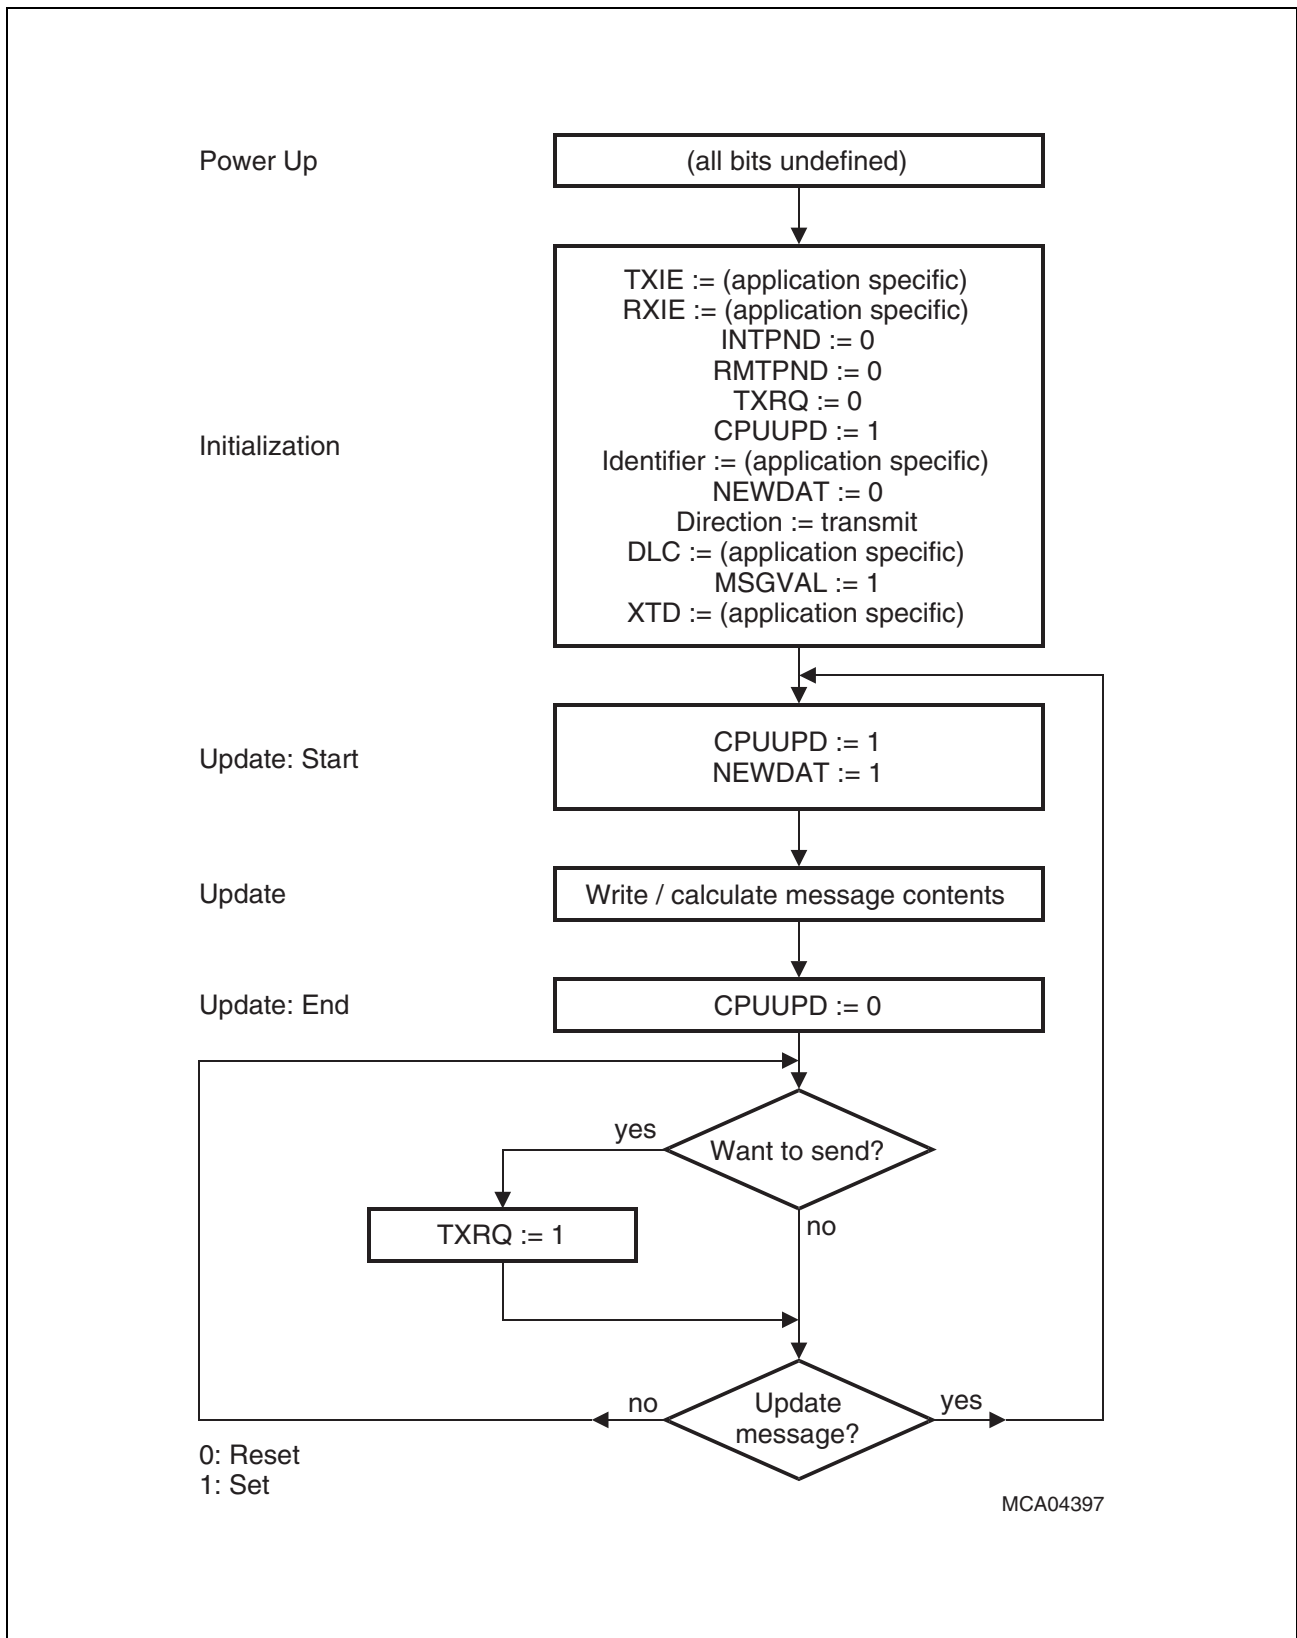 Power Up
(all bits undefined)
Initialization
TXIE := (application specific)
RXIE := (application specific)
INTPND := 0
RMTPND := 0
TXRQ := 0
CPUUPD := 1
Identifier := (application specific)
NEWDAT := 0
Direction := transmit
DLC := (application specific)
MSGVAL := 1
XTD := (application specific)
Update: Start
CPUUPD := 1
NEWDAT := 1
Update
Write / calculate message contents
Update: End
CPUUPD := 0
yes
Want to send?
no
TXRQ := 1
no
Update
message?
yes
0: Reset
1: Set
MCA04397